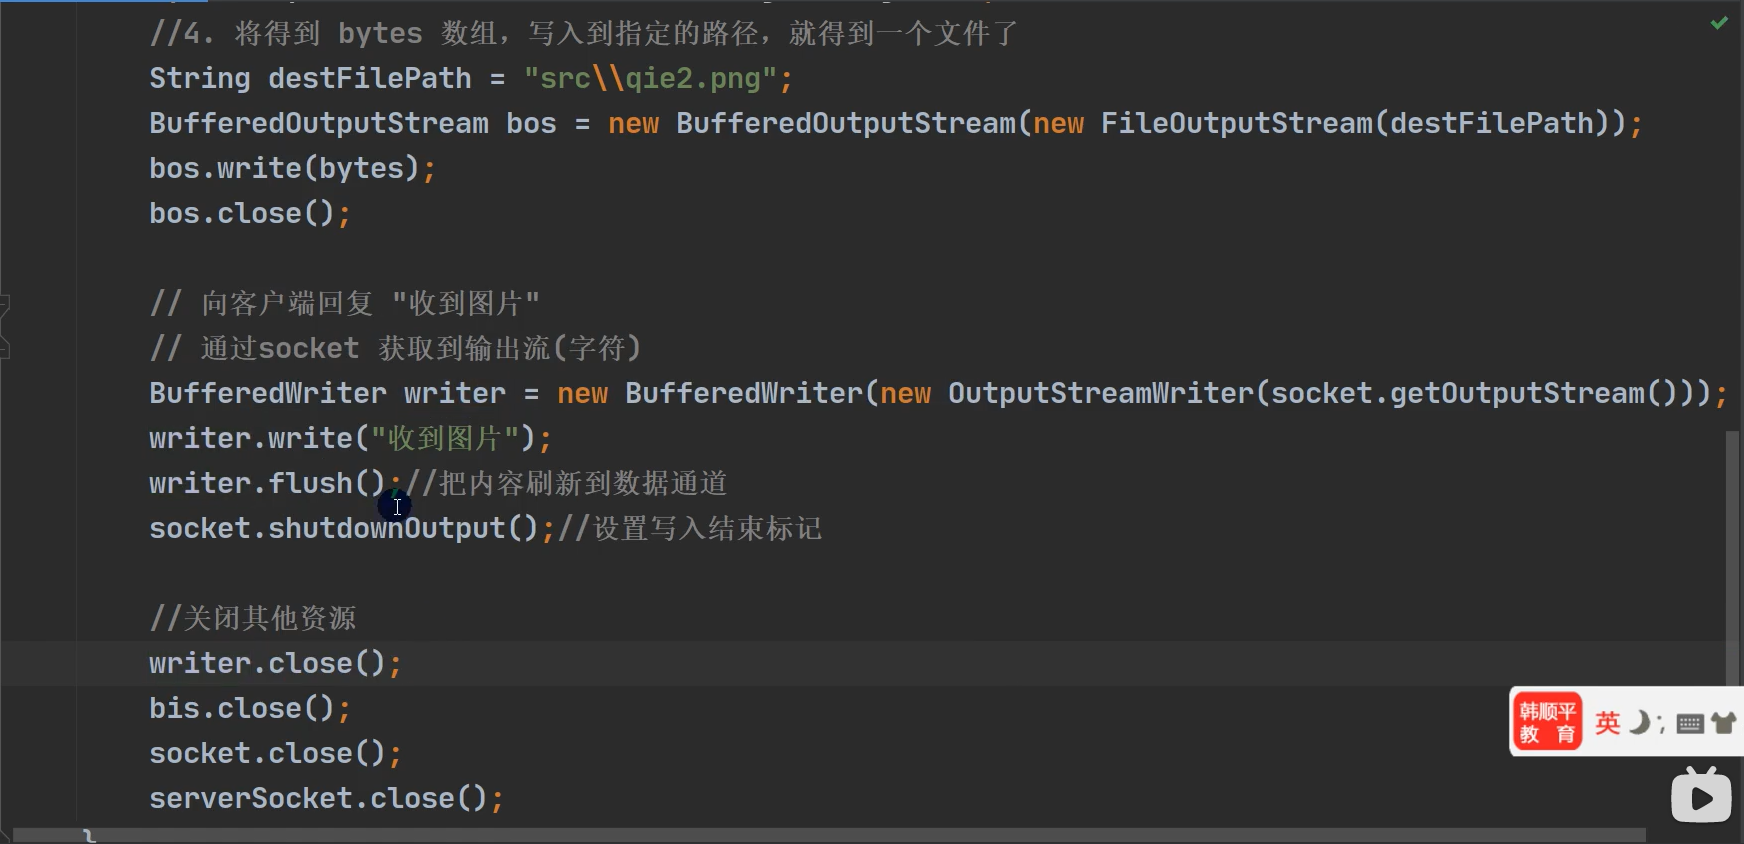 //4. 将得到 bytes 数组，写入到指定的路径，就得到一个文件了
String destFilePath = "src\\qie2.png";
BufferedOutputStream bos = new BufferedOutputStream(new FileOutputStream(destFilePath));
bos.write(bytes);
bos.close();
// 向客户端回复 "收到图片"
// 通过socket 获取到输出流(字符)
BufferedWriter writer = new BufferedWriter(new OutputStreamWriter(socket.getOutputStream()));
writer.write("收到图片");
writer.flush();//把内容刷新到数据通道
socket.shutdownOutput();//设置写入结束标记
//关闭其他资源
writer.close();
bis.close();
socket.close();
serverSocket.close();
}
韩顺平
教 育
英